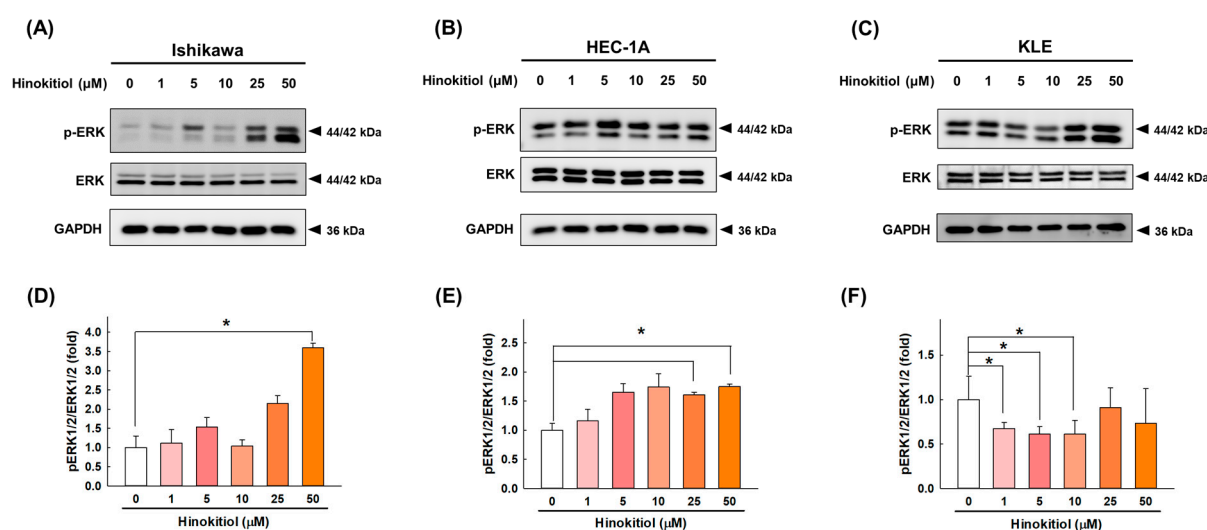 (A)
Ishikawa
Hinokitiol (μM) 0 1 5 10 25 50
p-ERK 44/42 kDa
ERK 44/42 kDa
GAPDH 36 kDa
(B)
HEC-1A
Hinokitiol (μM) 0 1 5 10 25 50
p-ERK 44/42 kDa
ERK 44/42 kDa
GAPDH 36 kDa
(C)
KLE
Hinokitiol (μM) 0 1 5 10 25 50
p-ERK 44/42 kDa
ERK 44/42 kDa
GAPDH 36 kDa
(D)
pERK1/2/ERK1/2 (fold)
4.0
3.5
3.0
2.5
2.0
1.5
1.0
0.5
0.0
*
0 1 5 10 25 50
Hinokitiol (μM)
(E)
pERK1/2/ERK1/2 (fold)
2.5
2.0
1.5
1.0
0.5
0.0
*
0 1 5 10 25 50
Hinokitiol (μM)
(F)
pERK1/2/ERK1/2 (fold)
1.5
1.0
0.5
0.0
*
*
*
0 1 5 10 25 50
Hinokitiol (μM)